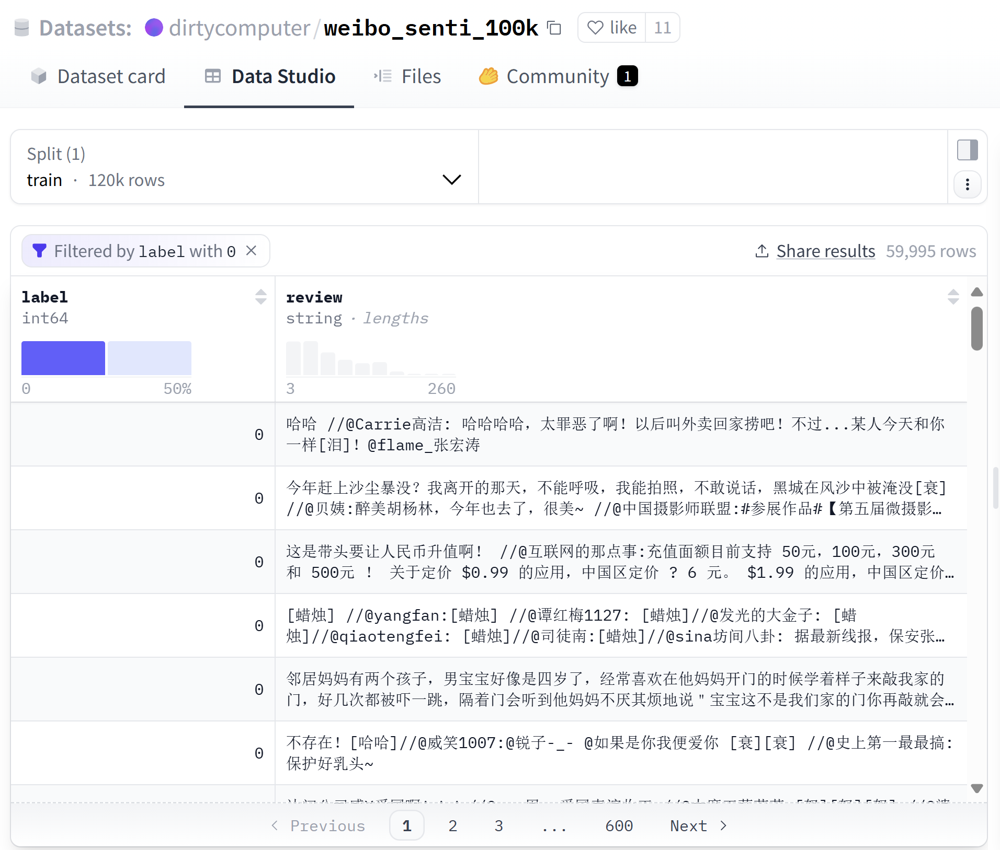 Datasets: dirtycomputer/weibo_senti_100k like 11
Dataset card Data Studio Files Community 1
Split (1)
train · 120k rows
Filtered by label with 0 Share results 59,995 rows
label review
int64 string · lengths
0 50% 3 260
0 哈哈 //@Carrie高洁: 哈哈哈哈，太罪恶了啊！以后叫外卖回家捞吧！不过...某人今天和你
一样[泪]！@flame_张宏涛
0 今年赶上沙尘暴没？我离开的那天，不能呼吸，我能拍照，不敢说话，黑城在风沙中被淹没[衰]
//@贝姨:醉美胡杨林，今年也去了，很美~ //@中国摄影师联盟:#参展作品#【第五届微摄影…
0 这是带头要让人民币升值啊！ //@互联网的那点事:充值面额目前支持 50元，100元，300元
和 500元 ！ 关于定价 $0.99 的应用，中国区定价 ? 6 元。 $1.99 的应用，中国区定价…
0 [蜡烛] //@yangfan:[蜡烛] //@谭红梅1127: [蜡烛]//@发光的大金子: [蜡
烛]//@qiaotengfei: [蜡烛]//@司徒南:[蜡烛]//@sina坊间八卦: 据最新线报，保安张…
0 邻居妈妈有两个孩子，男宝宝好像是四岁了，经常喜欢在他妈妈开门的时候学着样子来敲我家的
门，好几次都被吓一跳，隔着门会听到他妈妈不厌其烦地说＂宝宝这不是我们家的门你再敲就会…
0 不存在！[哈哈]//@威笑1007:@锐子-_- @如果是你我便爱你 [衰][衰] //@史上第一最最搞:
保护好乳头~
Previous 1 2 3 ... 600 Next